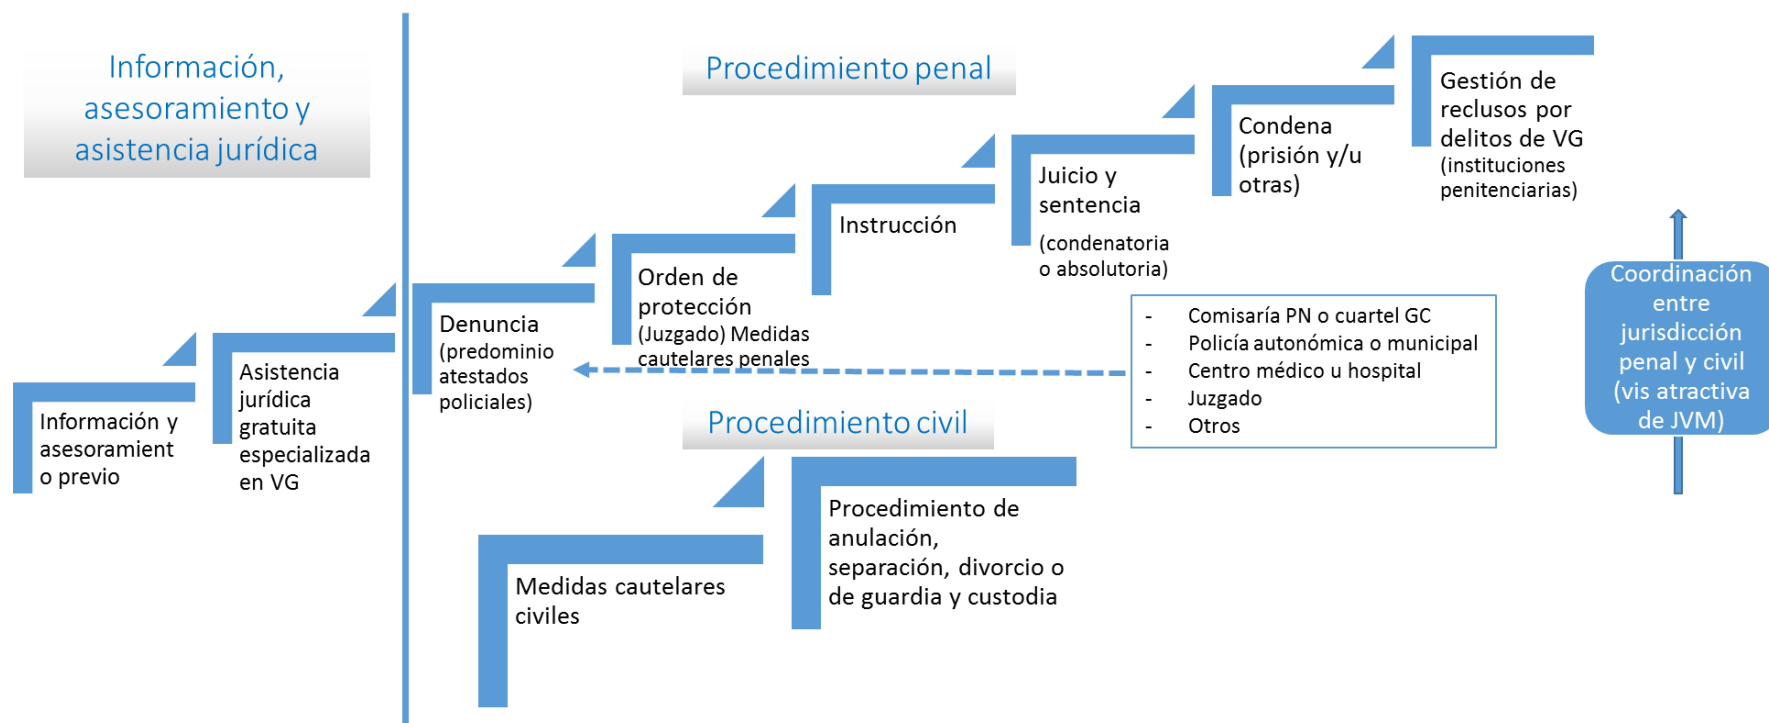 Información,
asesoramiento y
asistencia jurídica
Información y
asesoramient
o previo
Asistencia
jurídica
gratuita
especializada
en VG
Procedimiento penal
Denuncia
(predominio
atestados
policiales)
Orden de
protección
(Juzgado) Medidas
cautelares penales
Instrucción
Juicio y
sentencia
(condenatoria
o absolutoria)
Condena
(prisión y/u
otras)
Gestión de
reclusos por
delitos de VG
(instituciones
penitenciarias)
- Comisaría PN o cuartel GC
- Policía autonómica o municipal
- Centro médico u hospital
- Juzgado
- Otros
Procedimiento civil
Medidas cautelares
civiles
Procedimiento de
anulación,
separación, divorcio o
de guardia y custodia
Coordinación
entre
jurisdicción
penal y civil
(vis atractiva
de JVM)